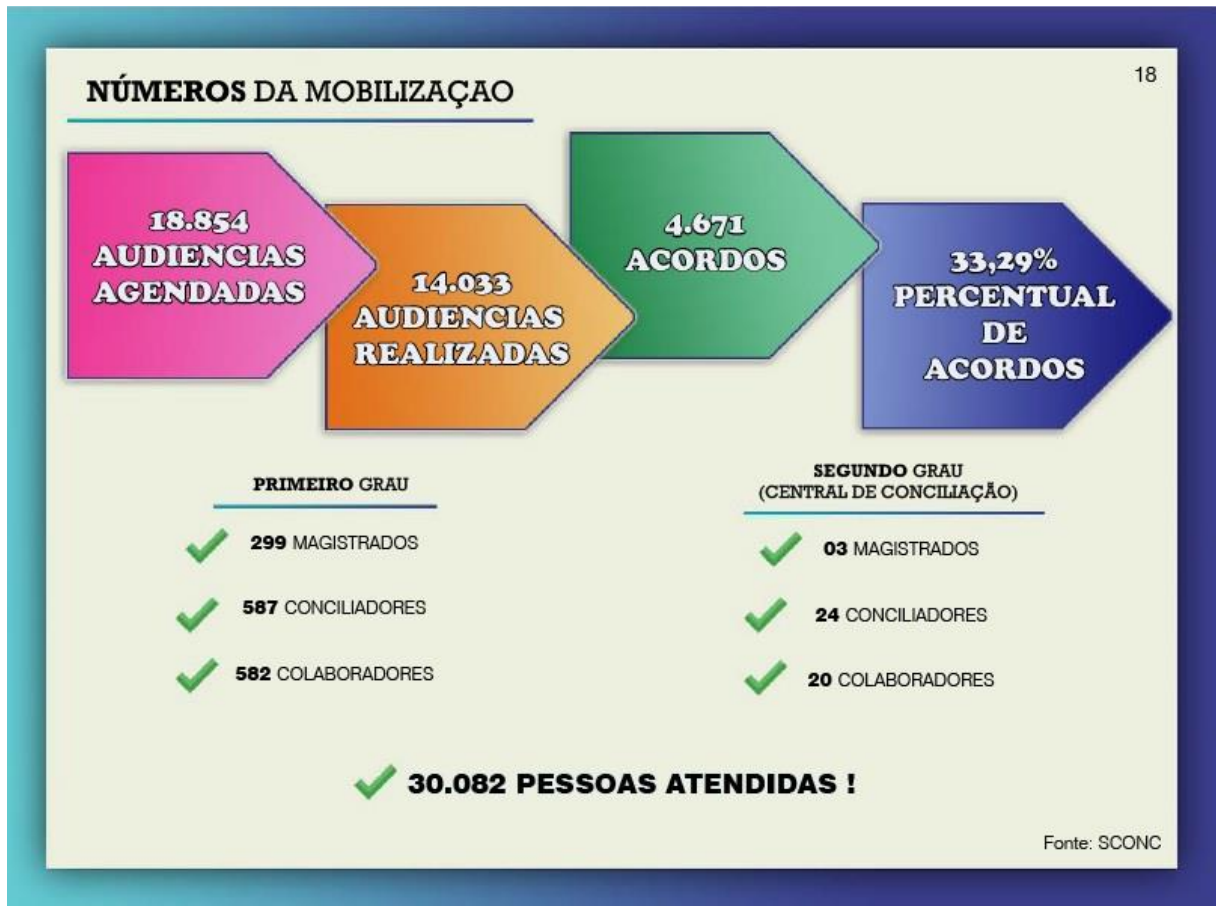 18
NÚMEROS DA MOBILIZAÇAO
18.854
AUDIENCIAS
AGENDADAS
14.033
AUDIENCIAS
REALIZADAS
4.671
ACORDOS
33,29%
PERCENTUAL
DE
ACORDOS
PRIMEIRO GRAU
299 MAGISTRADOS
587 CONCILIADORES
582 COLABORADORES
SEGUNDO GRAU
(CENTRAL DE CONCILIAÇÃO)
03 MAGISTRADOS
24 CONCILIADORES
20 COLABORADORES
30.082 PESSOAS ATENDIDAS !
Fonte: SCONC